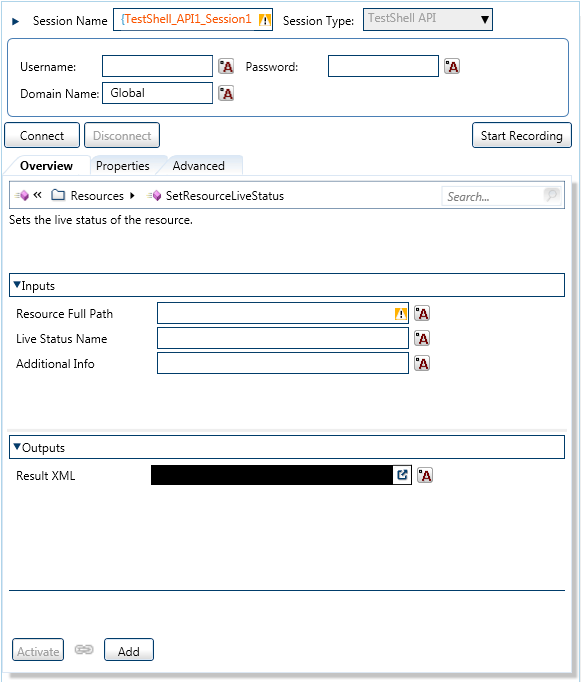 Session Name {TestShell_API1_Session1 Session Type: TestShell API
Username: Password:
Domain Name: Global
Connect Disconnect Start Recording
Overview Properties Advanced
Resources SetResourceLiveStatus Search...
Sets the live status of the resource.
Inputs
Resource Full Path
Live Status Name
Additional Info
Outputs
Result XML
Activate Add